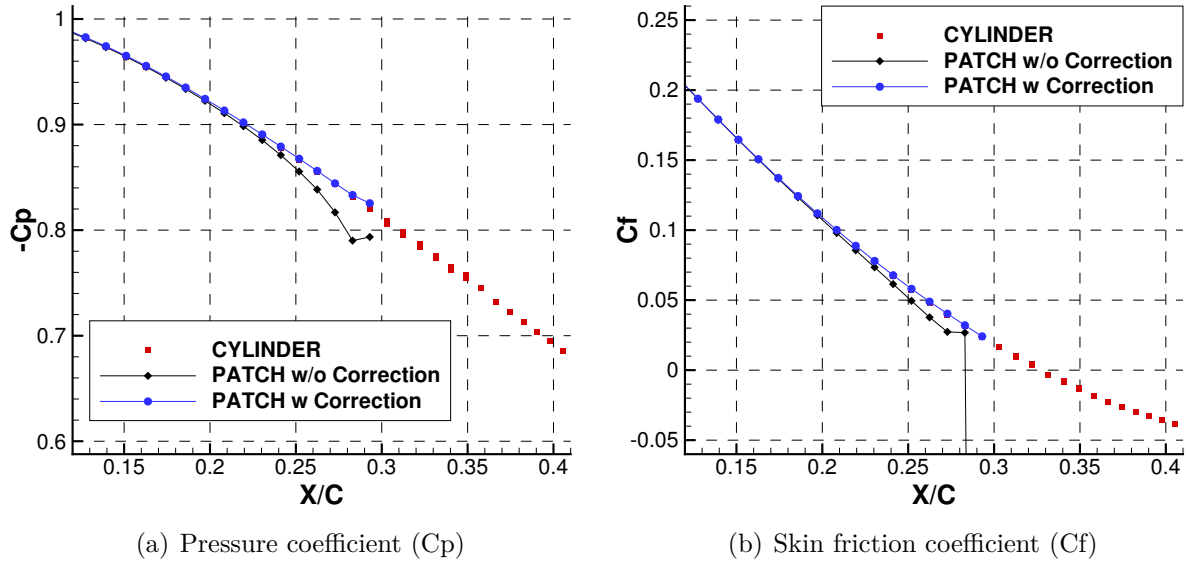 1
0.9
0.8
0.7
0.6
-Cp
0.15
0.2
0.25
0.3
0.35
0.4
X/C
CYLINDER
PATCH w/o Correction
PATCH w Correction
(a) Pressure coefficient (Cp)
0.25
0.2
0.15
0.1
0.05
0
-0.05
Cf
0.15
0.2
0.25
0.3
0.35
0.4
X/C
CYLINDER
PATCH w/o Correction
PATCH w Correction
(b) Skin friction coefficient (Cf)